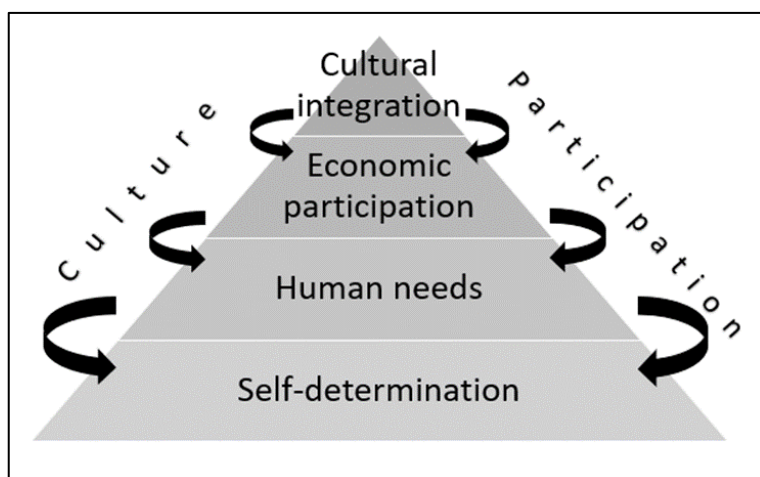 Cultural
integration
Economic
participation
Human needs
Self-determination
Culture
Participation